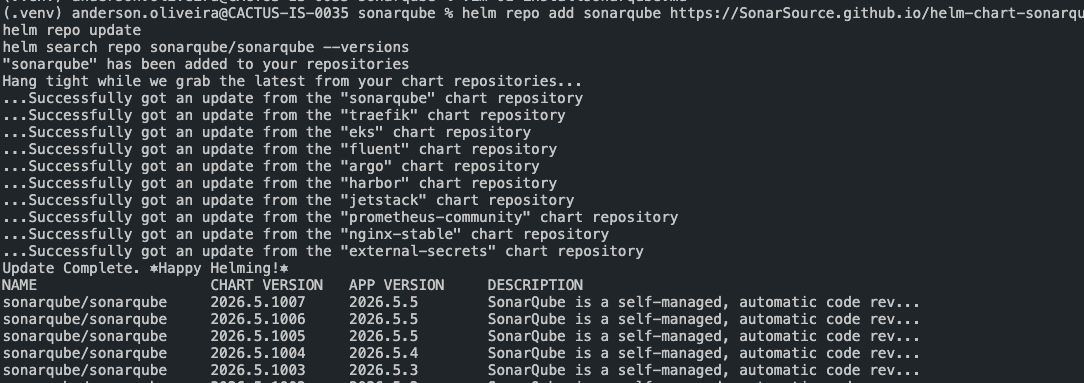 (.venv) anderson.oliveira@CACTUS-IS-0035 sonarqube %
(.venv) anderson.oliveira@CACTUS-IS-0035 sonarqube % helm repo add sonarqube https://SonarSource.github.io/helm-chart-sonarqu
helm repo update
helm search repo sonarqube/sonarqube --versions
"sonarqube" has been added to your repositories
Hang tight while we grab the latest from your chart repositories...
...Successfully got an update from the "sonarqube" chart repository
...Successfully got an update from the "traefik" chart repository
...Successfully got an update from the "eks" chart repository
...Successfully got an update from the "fluent" chart repository
...Successfully got an update from the "argo" chart repository
...Successfully got an update from the "harbor" chart repository
...Successfully got an update from the "jetstack" chart repository
...Successfully got an update from the "prometheus-community" chart repository
...Successfully got an update from the "nginx-stable" chart repository
...Successfully got an update from the "external-secrets" chart repository
Update Complete. ⎈Happy Helming!⎈
NAME CHART VERSION APP VERSION DESCRIPTION
sonarqube/sonarqube 2026.5.1007 2026.5.5 SonarQube is a self-managed, automatic code rev...
sonarqube/sonarqube 2026.5.1006 2026.5.5 SonarQube is a self-managed, automatic code rev...
sonarqube/sonarqube 2026.5.1005 2026.5.5 SonarQube is a self-managed, automatic code rev...
sonarqube/sonarqube 2026.5.1004 2026.5.4 SonarQube is a self-managed, automatic code rev...
sonarqube/sonarqube 2026.5.1003 2026.5.3 SonarQube is a self-managed, automatic code rev...